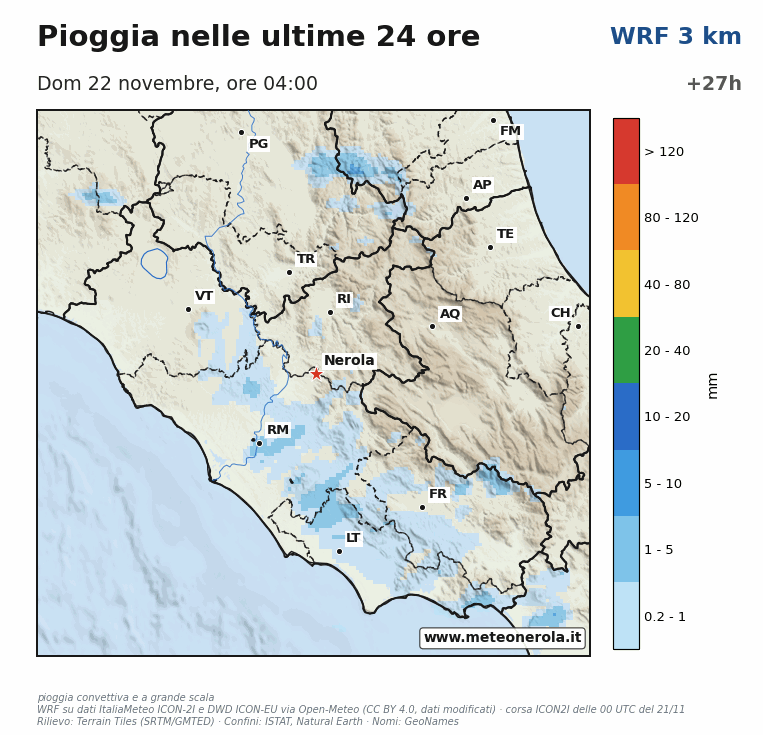 Pioggia nelle ultime 24 ore
WRF 3 km
Dom 22 novembre, ore 04:00
+27h
PG
FM
AP
TE
TR
VT
RI
AQ
CH
Nerola
RM
FR
LT
www.meteonerola.it
> 120
80 - 120
40 - 80
20 - 40
10 - 20
5 - 10
1 - 5
0.2 - 1
mm
pioggia convettiva e a grande scala
WRF su dati ItaliaMeteo ICON-2I e DWD ICON-EU via Open-Meteo (CC BY 4.0, dati modificati) · corsa ICON2I delle 00 UTC del 21/11
Rilievo: Terrain Tiles (SRTM/GMTED) · Confini: ISTAT, Natural Earth · Nomi: GeoNames